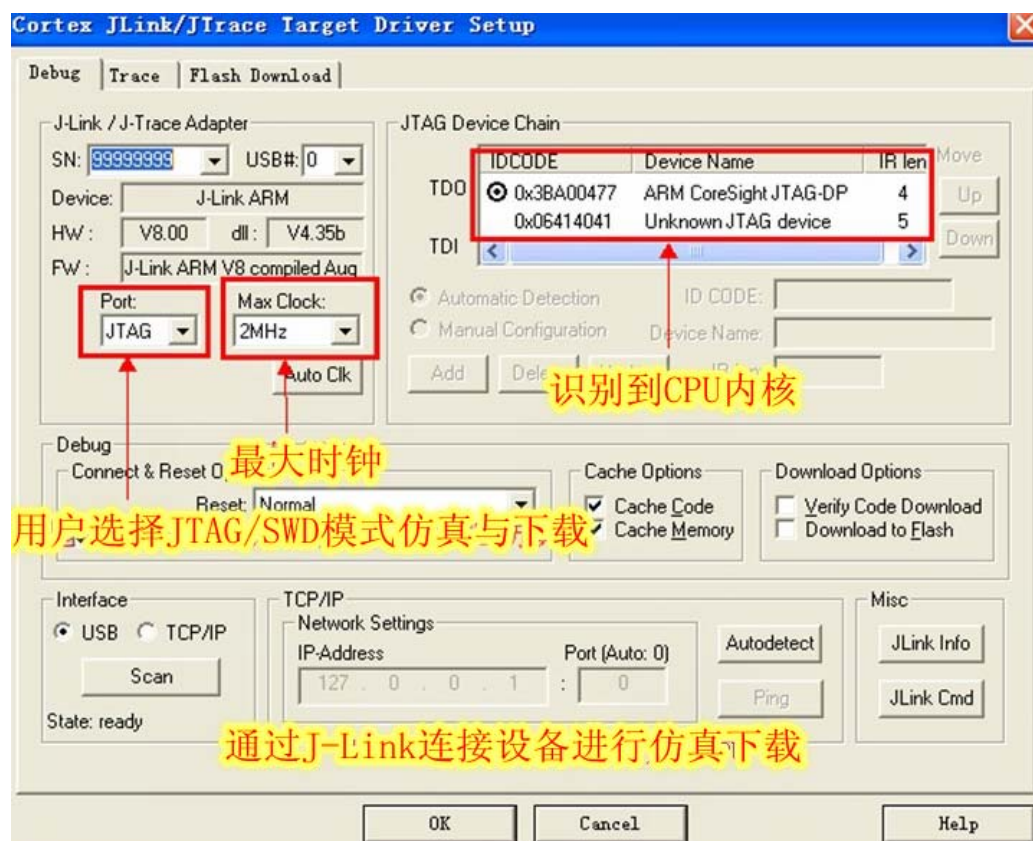 Cortex JLink/JTrace Target Driver Setup
Debug
Trace
Flash Download
J-Link / J-Trace Adapter
SN: 99999999 USB#: 0
Device: J-Link ARM
HW : V8.00 dll : V4.35b
FW : J-Link ARM V8 compiled Aug
Port: Max Clock:
JTAG 2MHz
Auto Clk
JTAG Device Chain
IDCODE Device Name IR len Move
TDO 0x3BA00477 ARM CoreSight JTAG-DP 4 Up
0x06414041 Unknown JTAG device 5
TDI Down
Automatic Detection ID CODE:
Manual Configuration Device Name:
Add
识别到CPU内核
最大时钟
Debug
Connect & Reset
Reset: Normal
用户选择JTAG/SWD模式仿真与下载
Cache Options
Cache Code
Cache Memory
Download Options
Verify Code Download
Download to Flash
Interface
USB TCP/IP
Scan
State: ready
TCP/IP
Network Settings
IP-Address Port (Auto: 0)
127 . 0 . 0 . 1 : 0
Autodetect
Ping
Misc
JLink Info
JLink Cmd
通过J-Link连接设备进行仿真下载
OK Cancel Help